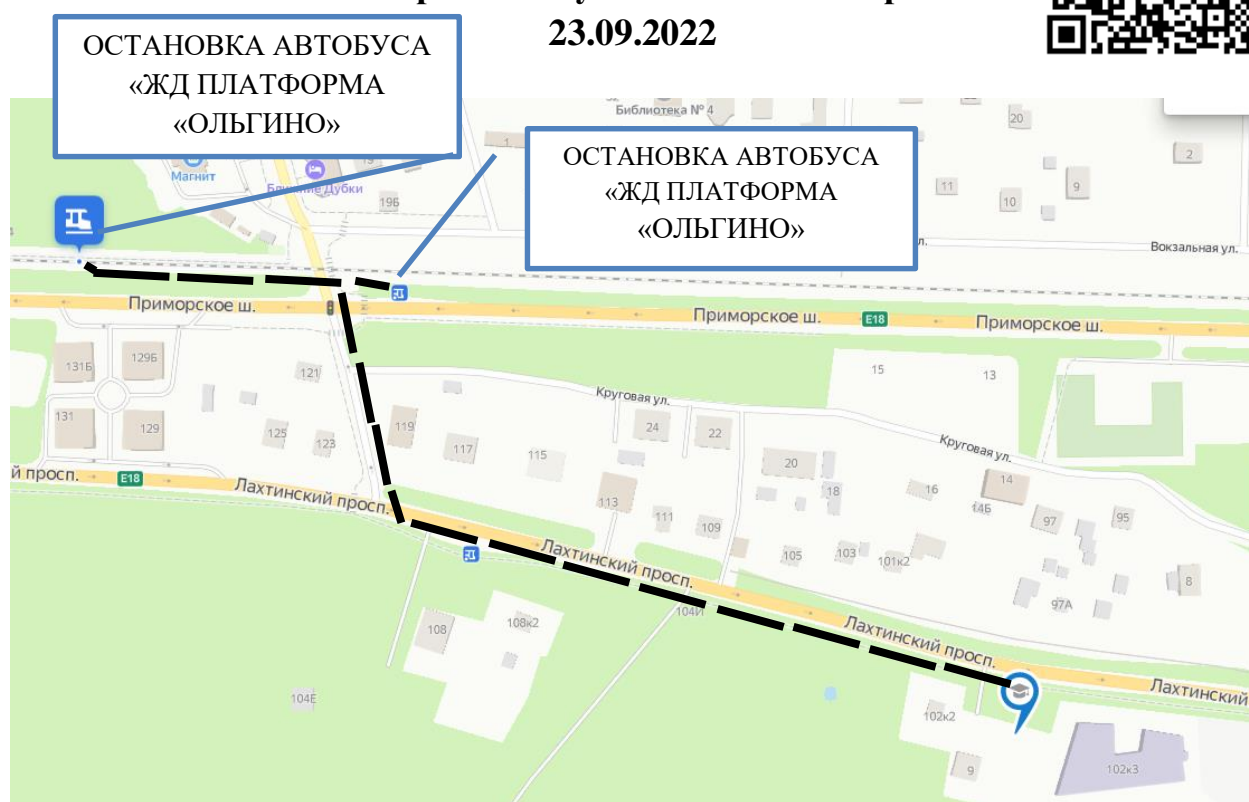 23.09.2022
ОСТАНОВКА АВТОБУСА
«ЖД ПЛАТФОРМА
«ОЛЬГИНО»
ОСТАНОВКА АВТОБУСА
«ЖД ПЛАТФОРМА
«ОЛЬГИНО»
Библиотека № 4
1
20
2
Магнит
19Б
11
10
9
Вокзальная ул.
Приморское ш.
Приморское ш.
E18
Приморское ш.
131Б
129Б
121
15
13
Круговая ул.
131
129
125
123
119
117
115
24
22
20
Круговая ул.
14
18
16
14Б
113
111
109
97
95
й просп.
E18
Лахтинский просп.
Лахтинский просп.
105
103
101к2
97А
8
104И
108
108к2
Лахтинский просп.
Лахтинский
104Е
102к2
9
102к3